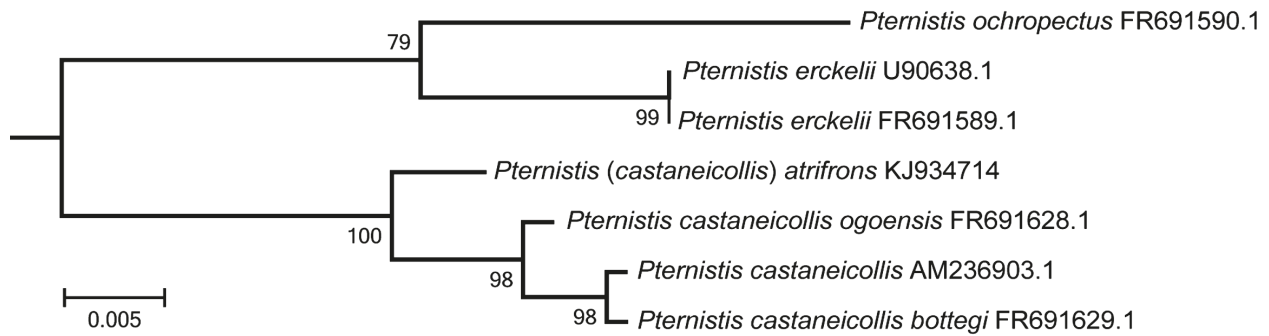 Pternistis ochropectus FR691590.1
79
Pternistis erckelii U90638.1
99
Pternistis erckelii FR691589.1
Pternistis (castaneicollis) atrifrons KJ934714
Pternistis castaneicollis ogoensis FR691628.1
100
Pternistis castaneicollis AM236903.1
98
Pternistis castaneicollis bottegi FR691629.1
98
0.005